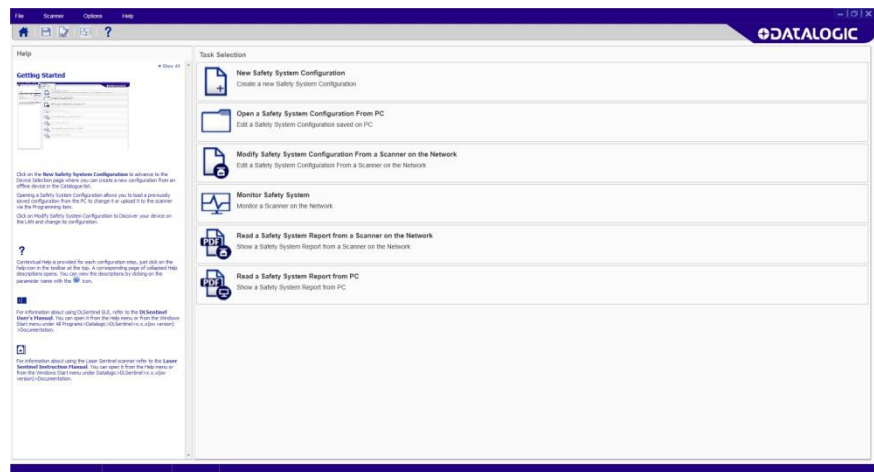 File Scanner Options Help
DATALOGIC
Help
Show All
Getting Started
Click on the New Safety System Configuration to advance to the
Device Selection page where you can create a new configuration from an
offline device in the Catalogue list.
Opening a Safety System Configuration allows you to load a previously
saved configuration from the PC to change it or upload it to the scanner
via the Programming item.
Click on Modify Safety System Configuration to Discover your device on
the LAN and change its configuration.
?
Contextual Help is provided for each configuration step, just click on the
help icon in the toolbar at the top. A corresponding page of collapsed Help
descriptions opens. You can view the descriptions by clicking on the
parameter name with the icon.
For information about using DLSentinel GUI, refer to the DLSentinel
User's Manual. You can open it from the Help menu or from the Windows
Start menu under All Programs>Datalogic>DLSentinel>x.x.x(sw version)
>Documentation.
For information about using the Laser Sentinel scanner refer to the Laser
Sentinel Instruction Manual. You can open it from the Help menu or
from the Windows Start menu under Datalogic>DLSentinel>x.x.x(sw
version)>Documentation.
Task Selection
New Safety System Configuration
Create a new Safety System Configuration
Open a Safety System Configuration From PC
Edit a Safety System Configuration saved on PC
Modify Safety System Configuration From a Scanner on the Network
Edit a Safety System Configuration From a Scanner on the Network
Monitor Safety System
Monitor a Scanner on the Network
PDF
Read a Safety System Report from a Scanner on the Network
Show a Safety System Report from a Scanner on the Network
PDF
Read a Safety System Report from PC
Show a Safety System Report from PC